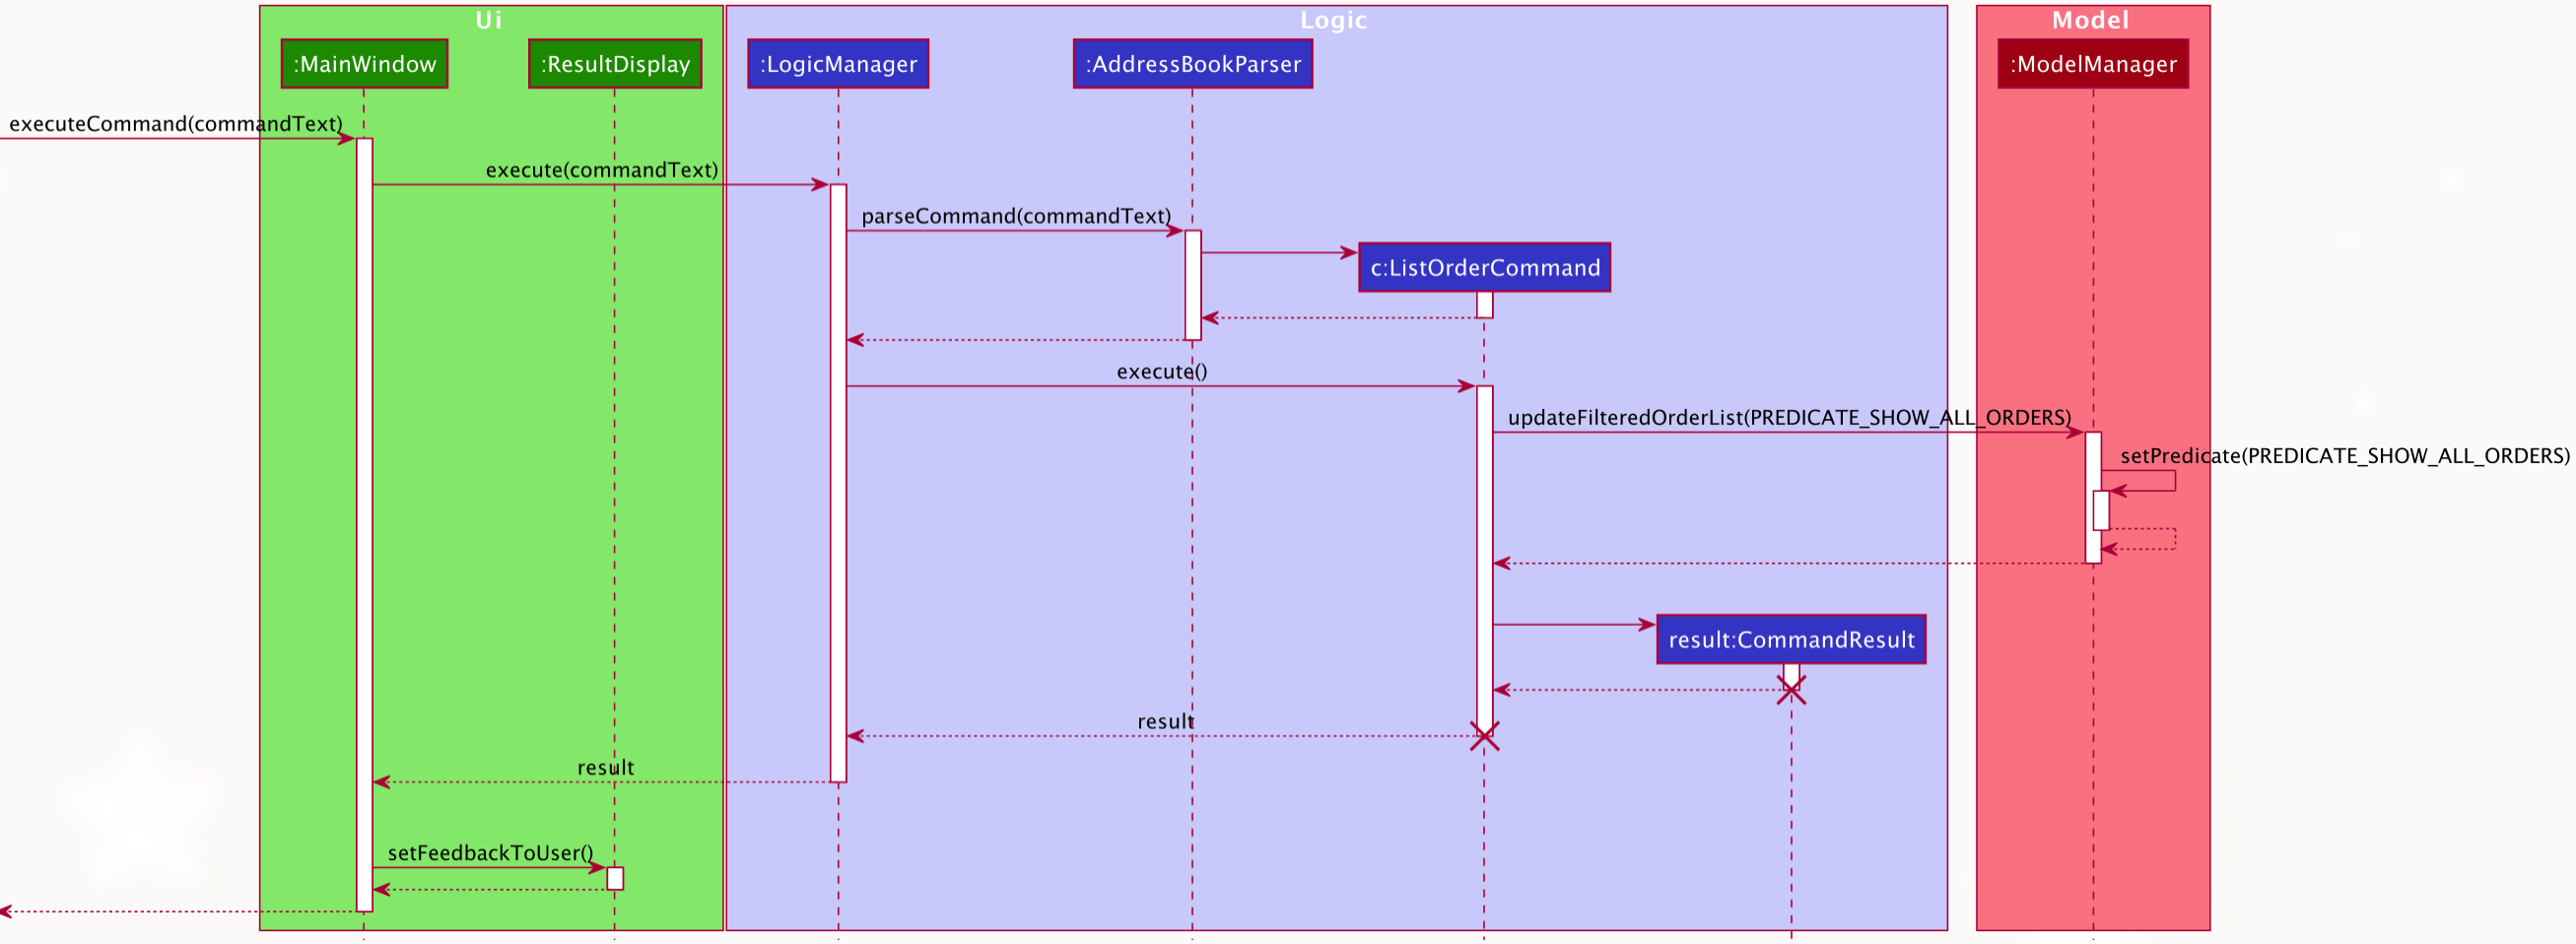 Ui
Logic
Model
:MainWindow
:ResultDisplay
:LogicManager
:AddressBookParser
:ModelManager
executeCommand(commandText)
execute(commandText)
parseCommand(commandText)
c:ListOrderCommand
execute()
updateFilteredOrderList(PREDICATE_SHOW_ALL_ORDERS)
setPredicate(PREDICATE_SHOW_ALL_ORDERS)
result:CommandResult
result
result
setFeedbackToUser()